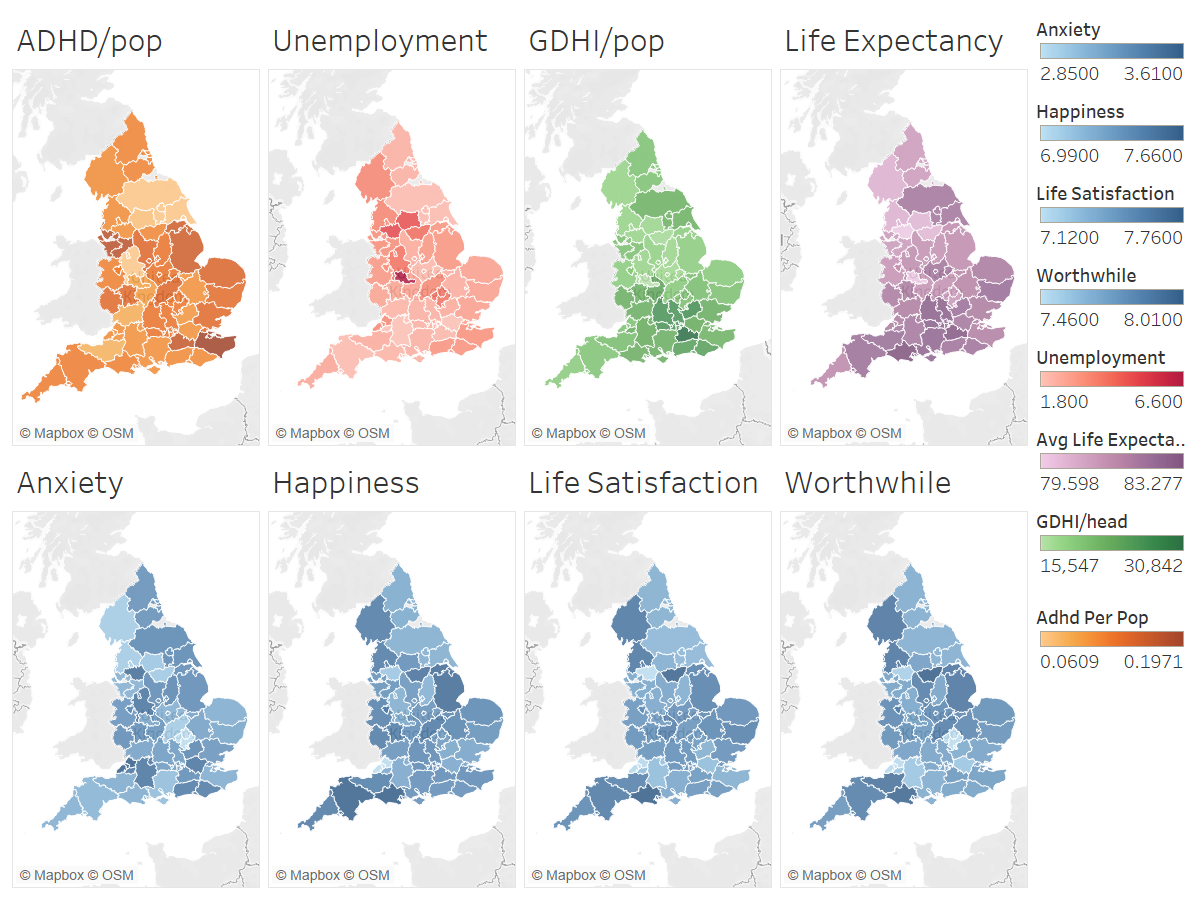 ADHD/pop
Unemployment
GDHI/pop
Life Expectancy
© Mapbox © OSM
© Mapbox © OSM
© Mapbox © OSM
© Mapbox © OSM
Anxiety
Happiness
Life Satisfaction
Worthwhile
© Mapbox © OSM
© Mapbox © OSM
© Mapbox © OSM
© Mapbox © OSM
Anxiety
2.8500 3.6100
Happiness
6.9900 7.6600
Life Satisfaction
7.1200 7.7600
Worthwhile
7.4600 8.0100
Unemployment
1.800 6.600
Avg Life Expecta..
79.598 83.277
GDHI/head
15,547 30,842
Adhd Per Pop
0.0609 0.1971